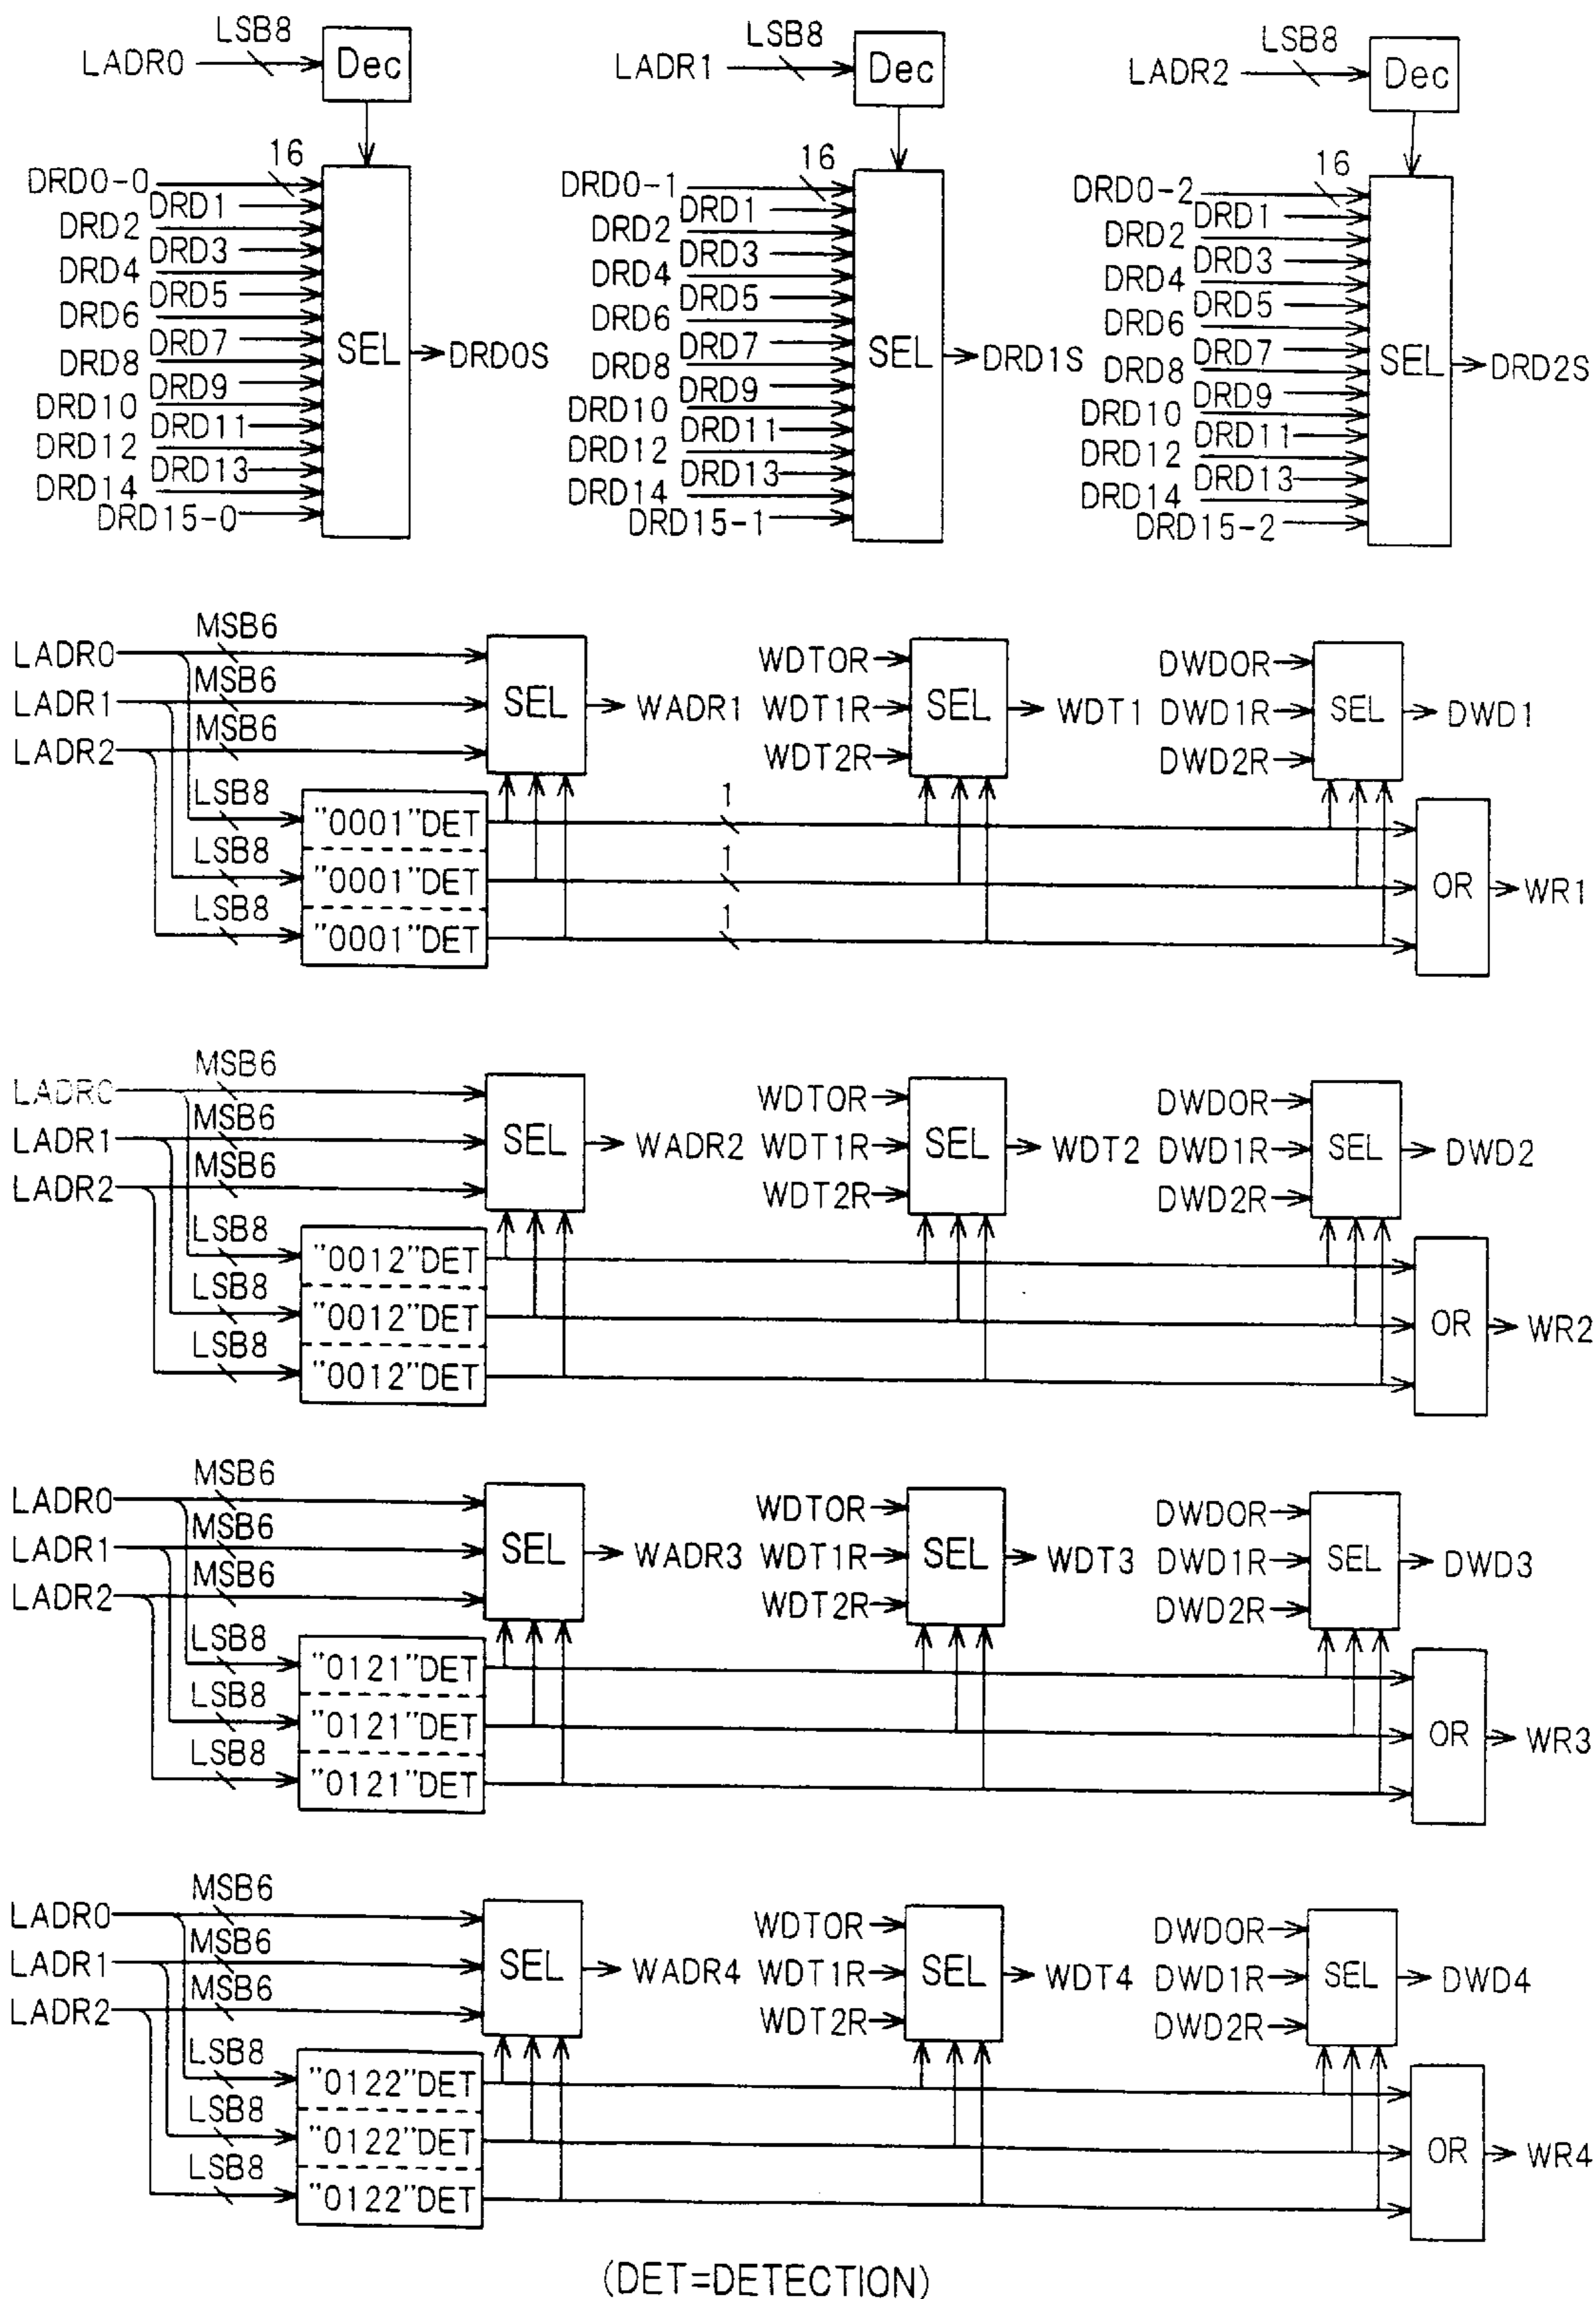 LADR0 LSB8 Dec
LADR1 LSB8 Dec
LADR2 LSB8 Dec
16
DRD0-0
DRD1
DRD2
DRD3
DRD4
DRD5
DRD6
DRD7
DRD8
DRD9
DRD10
DRD11
DRD12
DRD13
DRD14
DRD15-0
SEL
DRD0S
16
DRD0-1
DRD1
DRD2
DRD3
DRD4
DRD5
DRD6
DRD7
DRD8
DRD9
DRD10
DRD11
DRD12
DRD13
DRD14
DRD15-1
SEL
DRD1S
16
DRD0-2
DRD1
DRD2
DRD3
DRD4
DRD5
DRD6
DRD7
DRD8
DRD9
DRD10
DRD11
DRD12
DRD13
DRD14
DRD15-2
SEL
DRD2S
LADR0 MSB6
LADR1 MSB6
LADR2 MSB6
SEL
WADR1
WDT0R
WDT1R
WDT2R
SEL
WDT1
DWD0R
DWD1R
DWD2R
SEL
DWD1
LSB8 "0001"DET 1
LSB8 "0001"DET 1
LSB8 "0001"DET 1
OR
WR1
LADR0 MSB6
LADR1 MSB6
LADR2 MSB6
SEL
WADR2
WDT0R
WDT1R
WDT2R
SEL
WDT2
DWD0R
DWD1R
DWD2R
SEL
DWD2
LSB8 "0012"DET
LSB8 "0012"DET
LSB8 "0012"DET
OR
WR2
LADR0 MSB6
LADR1 MSB6
LADR2 MSB6
SEL
WADR3
WDT0R
WDT1R
WDT2R
SEL
WDT3
DWD0R
DWD1R
DWD2R
SEL
DWD3
LSB8 "0121"DET
LSB8 "0121"DET
LSB8 "0121"DET
OR
WR3
LADR0 MSB6
LADR1 MSB6
LADR2 MSB6
SEL
WADR4
WDT0R
WDT1R
WDT2R
SEL
WDT4
DWD0R
DWD1R
DWD2R
SEL
DWD4
LSB8 "0122"DET
LSB8 "0122"DET
LSB8 "0122"DET
OR
WR4
(DET=DETECTION)